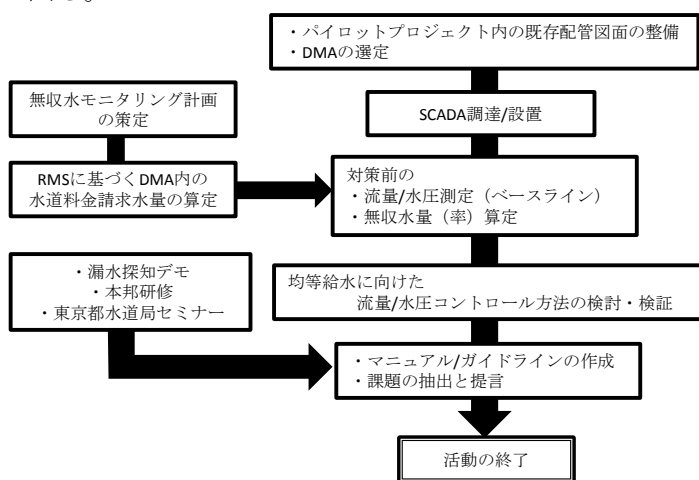 ・パイロットプロジェクト内の既存配管図面の整備
・DMAの選定
無収水モニタリング計画
の策定
SCADA調達/設置
RMSに基づくDMA内の
水道料金請求水量の算定
対策前の
・流量/水圧測定（ベースライン）
・無収水量（率）算定
・漏水探知デモ
・本邦研修
・東京都水道局セミナー
均等給水に向けた
流量/水圧コントロール方法の検討・検証
・マニュアル/ガイドラインの作成
・課題の抽出と提言
活動の終了